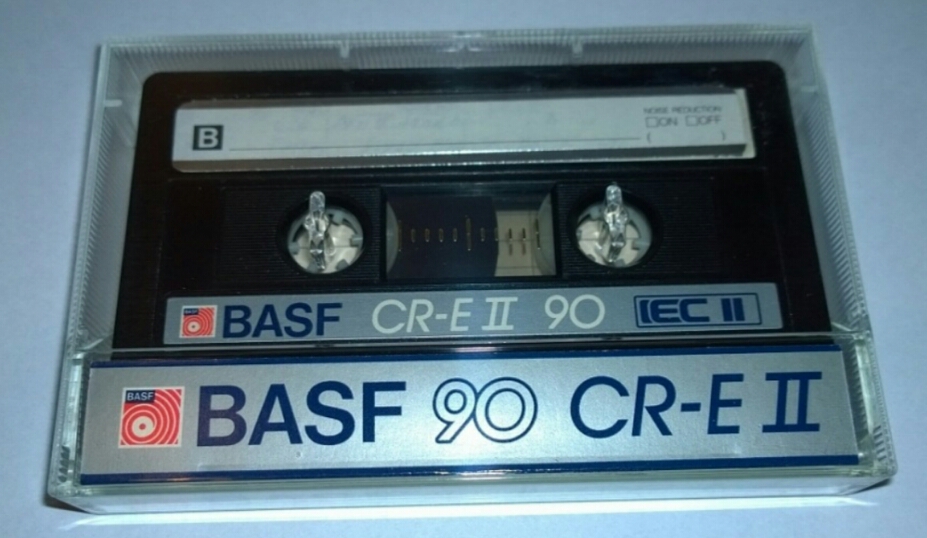 B
NOISE REDUCTION
ON OFF
( )
BASF BASF CR-E II 90 IEC II
BASF BASF 90 CR-E II